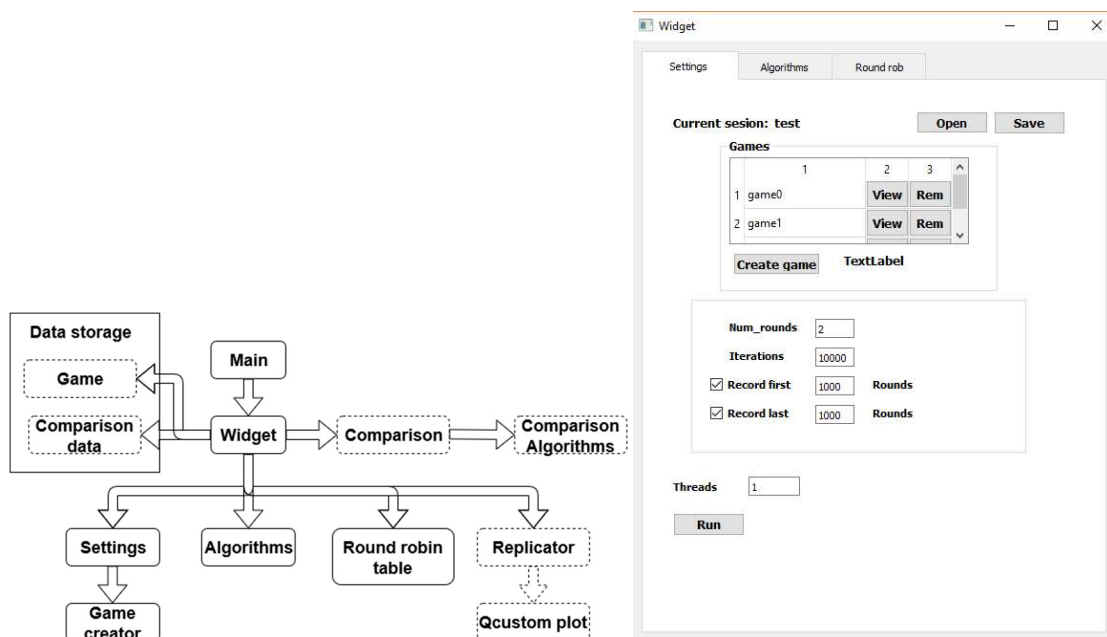 Data storage
Game
Comparison
data
Main
Widget
Comparison
Comparison
Algorithms
Settings
Algorithms
Round robin
table
Replicator
Game
creator
Qcustom plot
Widget
Settings
Algorithms
Round rob
Current sesion: test
Open
Save
Games
1 2 3
1 game0 View Rem
2 game1 View Rem
Create game
TextLabel
Num_rounds 2
Iterations 10000
Record first 1000 Rounds
Record last 1000 Rounds
Threads 1
Run